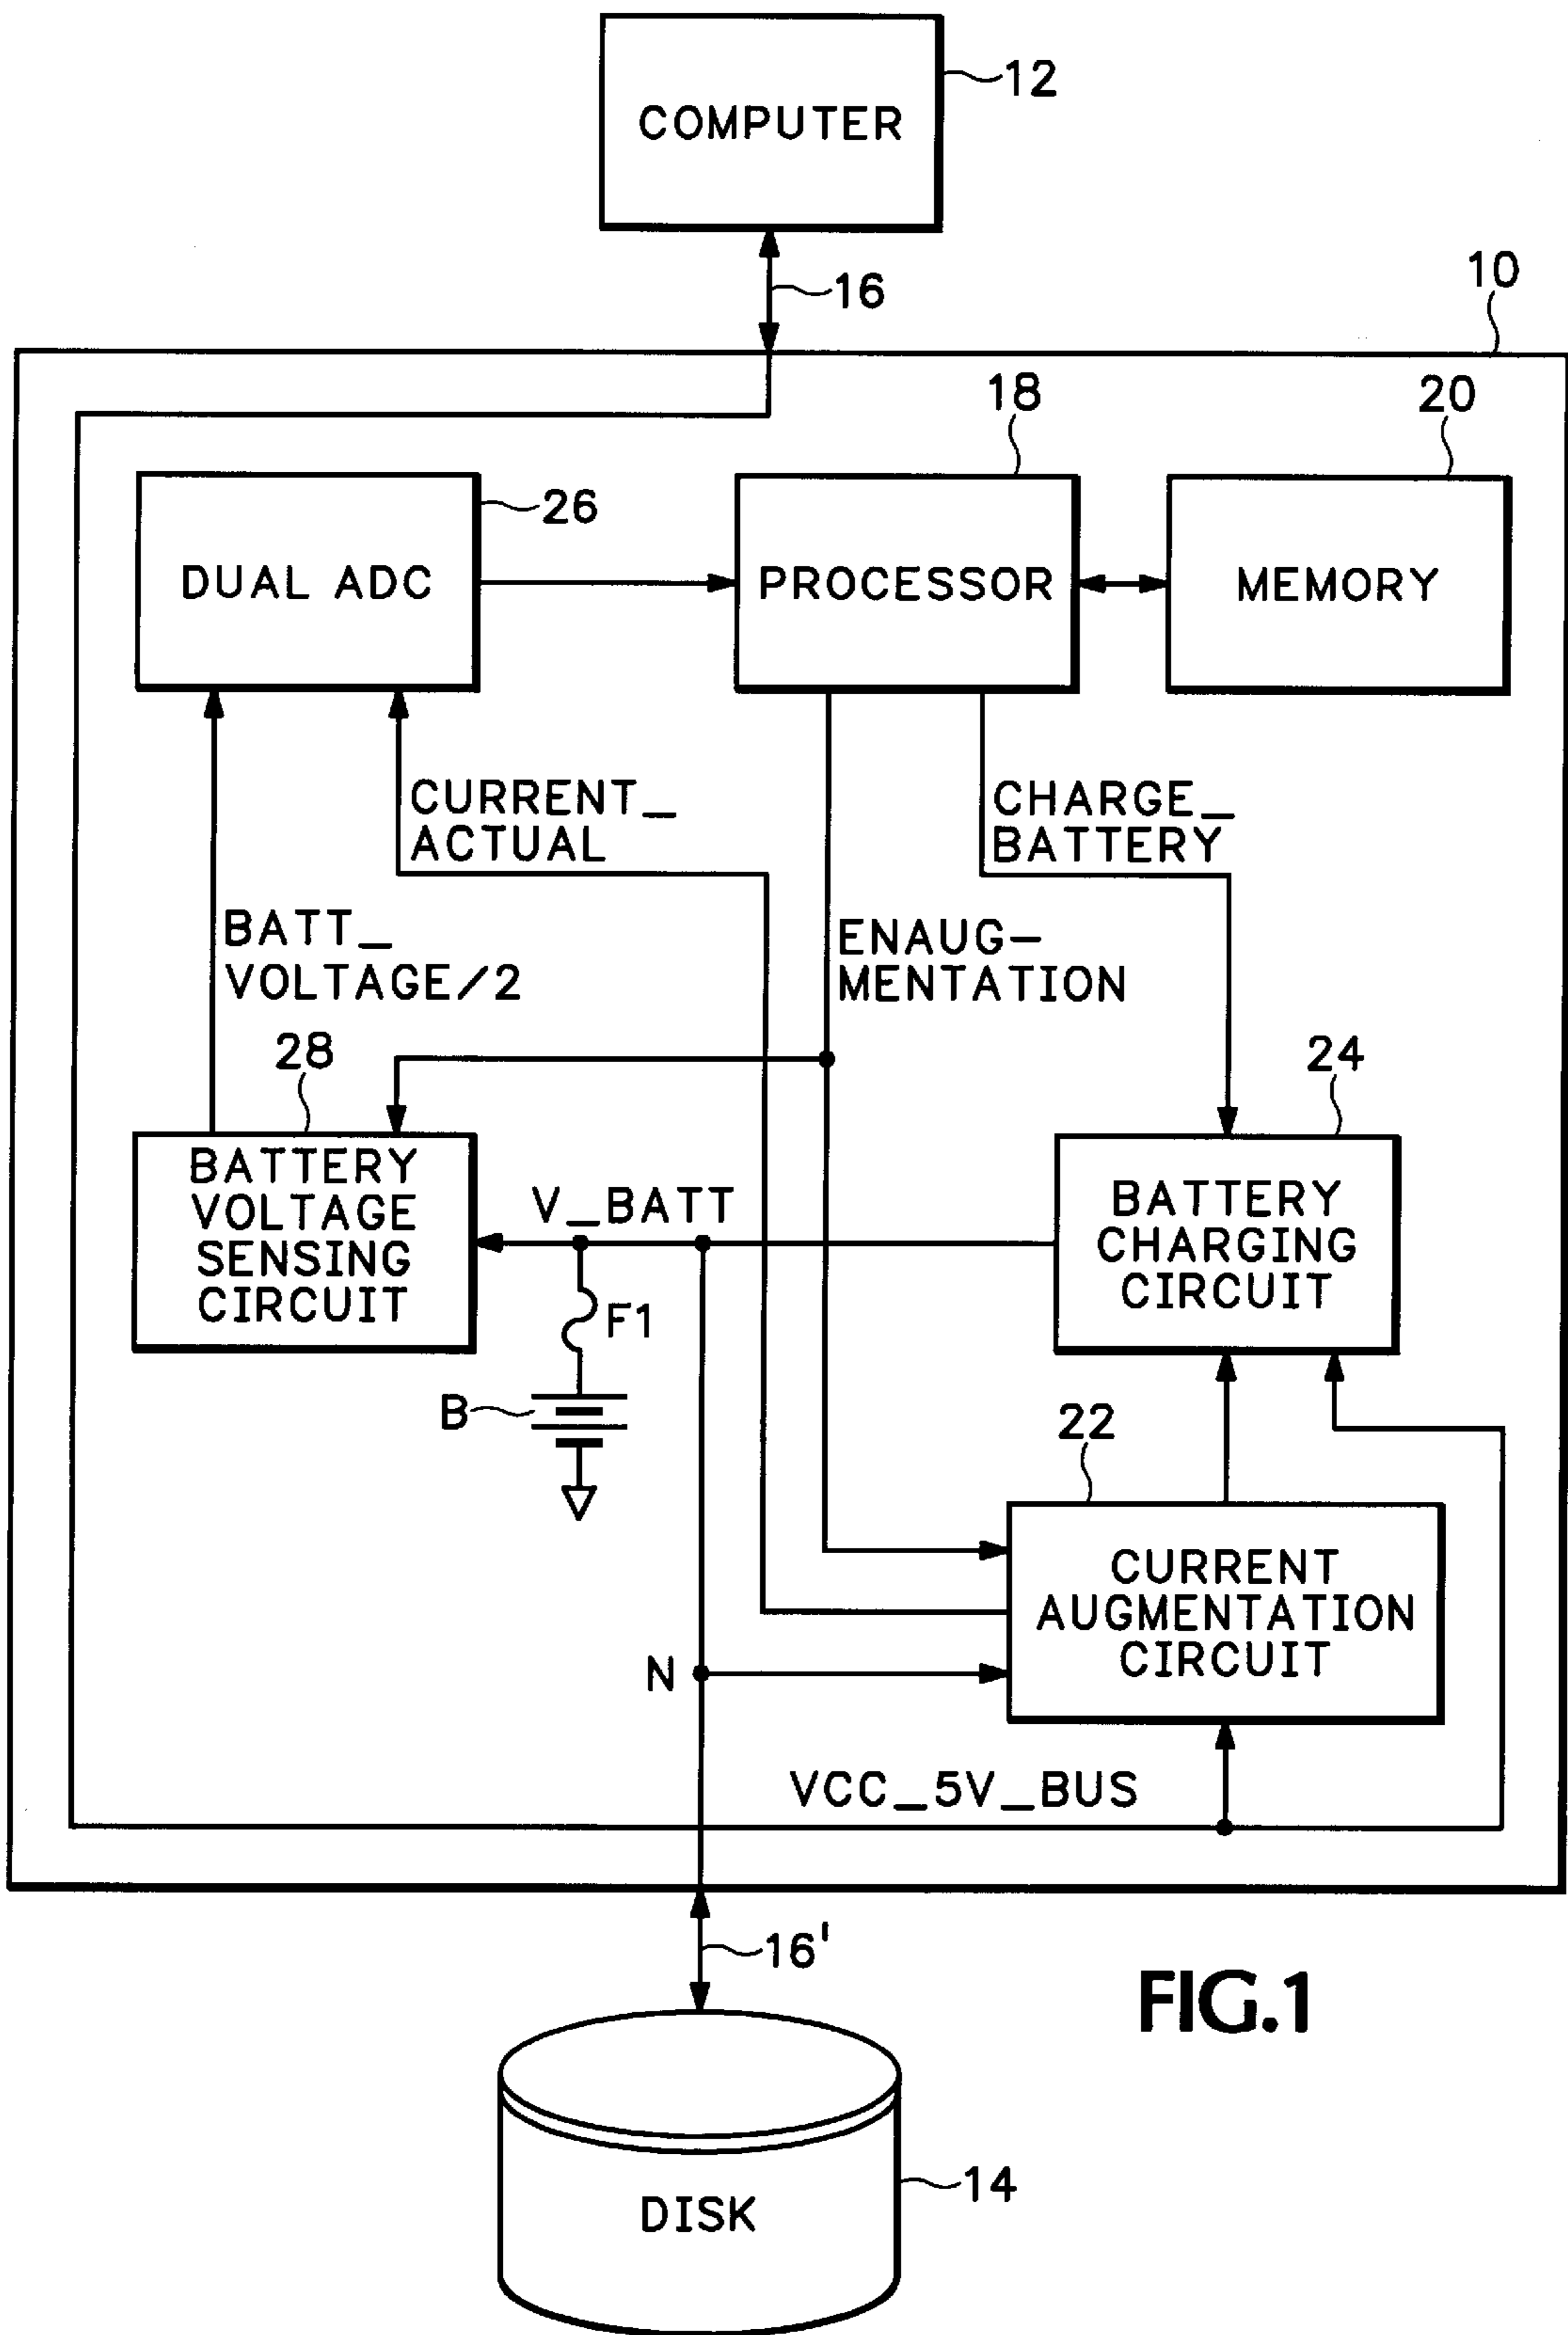 COMPUTER
12
16
10
18
20
26
DUAL ADC
PROCESSOR
MEMORY
CURRENT_
ACTUAL
CHARGE_
BATTERY
BATT_
VOLTAGE/2
ENAUG-
MENTATION
28
24
BATTERY
VOLTAGE
SENSING
CIRCUIT
V_BATT
BATTERY
CHARGING
CIRCUIT
F1
B
22
CURRENT
AUGMENTATION
CIRCUIT
N
VCC_5V_BUS
16'
FIG.1
DISK
14